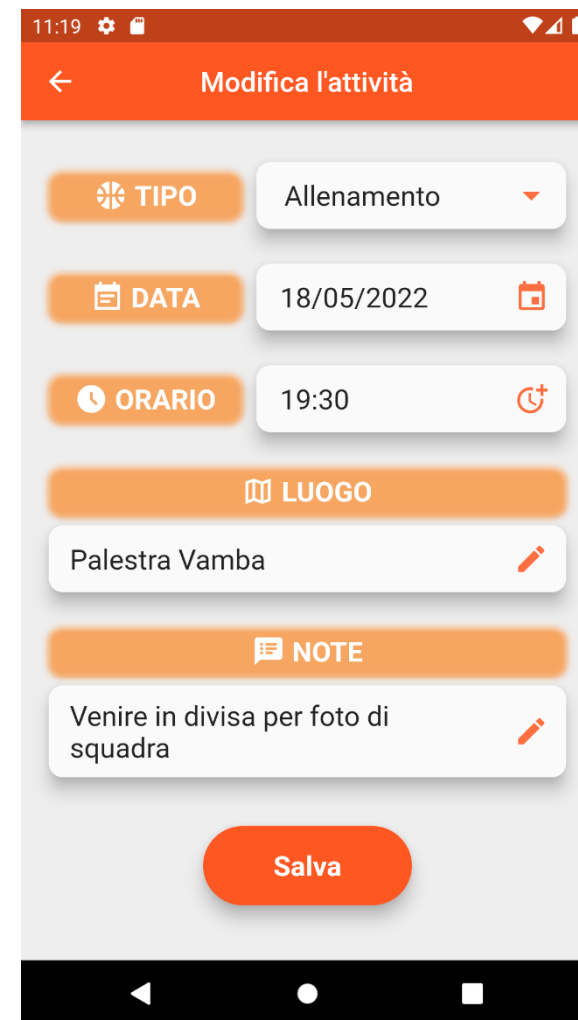 11:19
Modifica l'attività
TIPO
Allenamento
DATA
18/05/2022
ORARIO
19:30
LUOGO
Palestra Vamba
NOTE
Venire in divisa per foto di
squadra
Salva